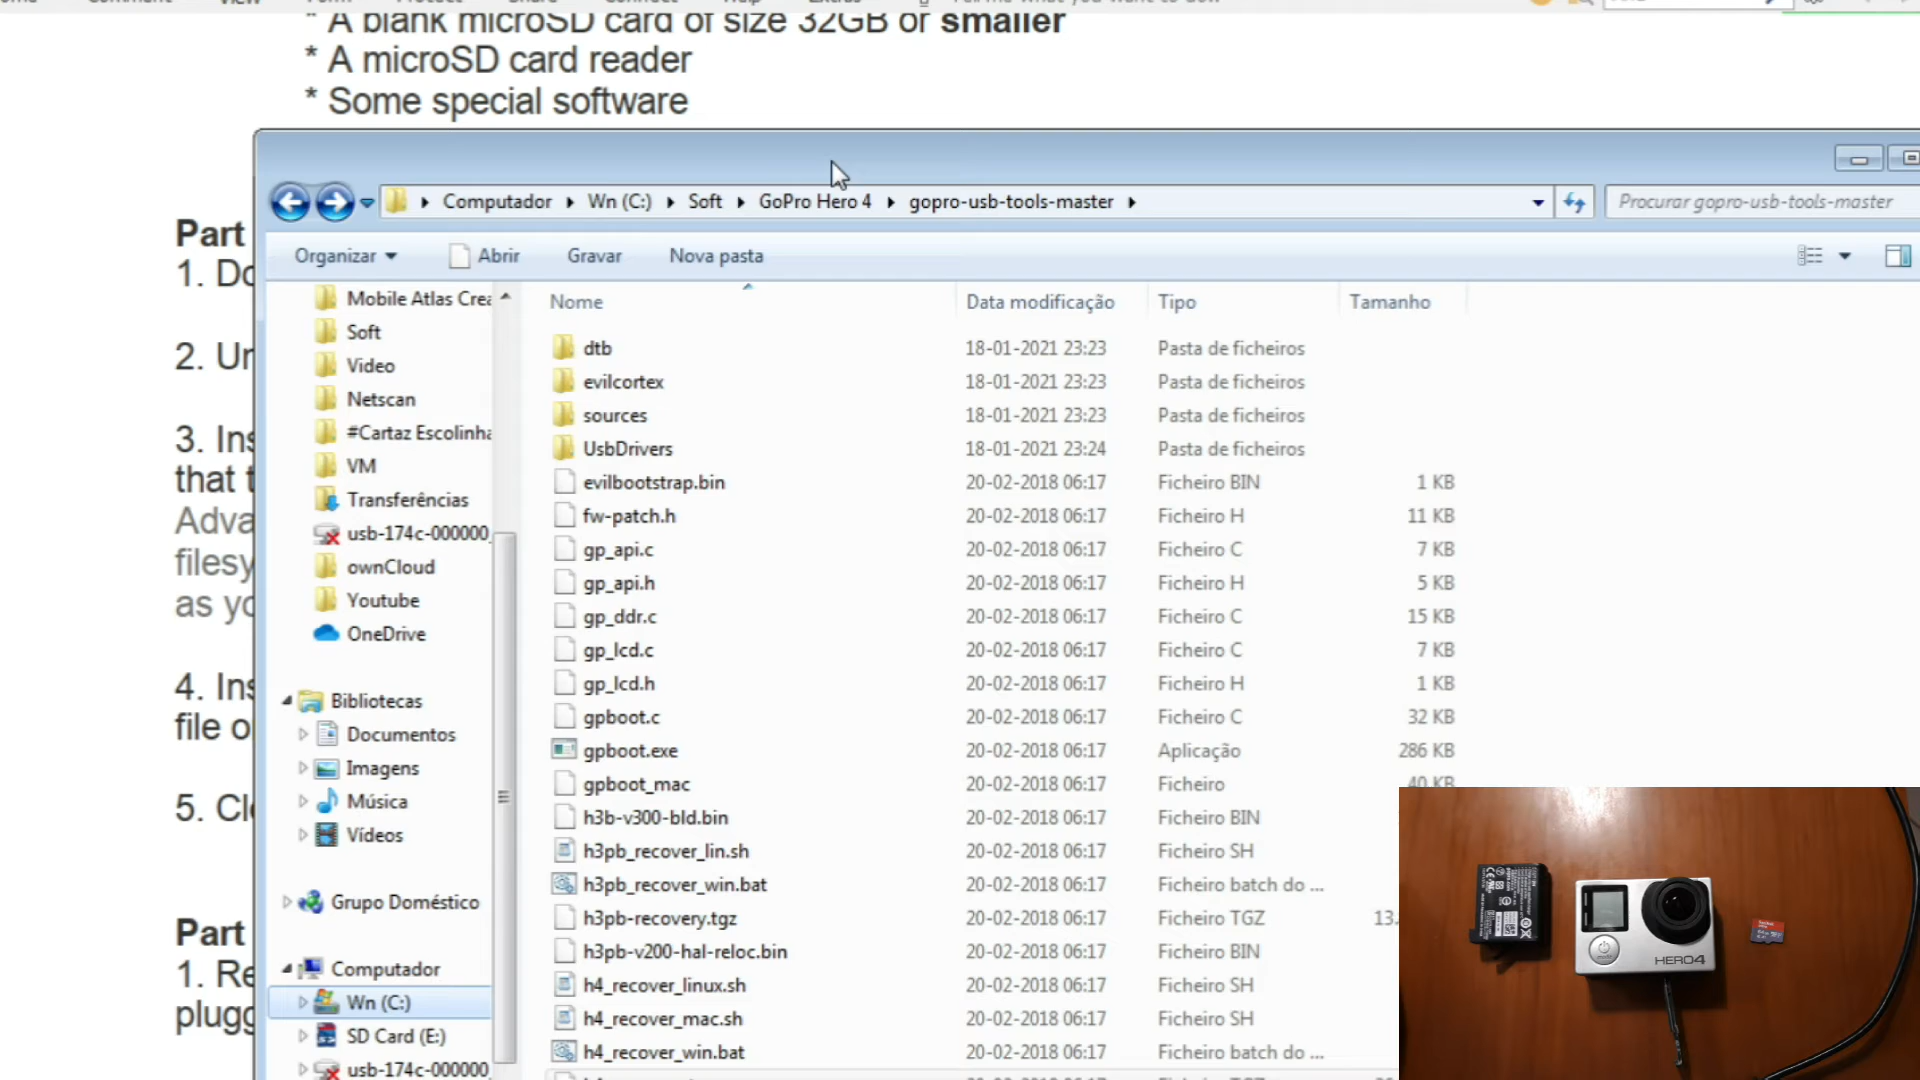 * A blank microSD card of size 32GB or smaller
* A microSD card reader
* Some special software
Computador Wn (C:) Soft GoPro Hero 4 gopro-usb-tools-master
Procurar gopro-usb-tools-master
Organizar Abrir Gravar Nova pasta
Nome Data modificação Tipo Tamanho
Mobile Atlas Crea
Soft
Video
Netscan
#Cartaz Escolinha
VM
Transferências
usb-174c-000000_
ownCloud
Youtube
OneDrive
Bibliotecas
Documentos
Imagens
Música
Vídeos
Grupo Doméstico
Computador
Wn (C:)
SD Card (E:)
usb-174c-000000_
dtb 18-01-2021 23:23 Pasta de ficheiros
evilcortex 18-01-2021 23:23 Pasta de ficheiros
sources 18-01-2021 23:23 Pasta de ficheiros
UsbDrivers 18-01-2021 23:24 Pasta de ficheiros
evilbootstrap.bin 20-02-2018 06:17 Ficheiro BIN 1 KB
fw-patch.h 20-02-2018 06:17 Ficheiro H 11 KB
gp_api.c 20-02-2018 06:17 Ficheiro C 7 KB
gp_api.h 20-02-2018 06:17 Ficheiro H 5 KB
gp_ddr.c 20-02-2018 06:17 Ficheiro C 15 KB
gp_lcd.c 20-02-2018 06:17 Ficheiro C 7 KB
gp_lcd.h 20-02-2018 06:17 Ficheiro H 1 KB
gpboot.c 20-02-2018 06:17 Ficheiro C 32 KB
gpboot.exe 20-02-2018 06:17 Aplicação 286 KB
gpboot_mac 20-02-2018 06:17 Ficheiro 40 KB
h3b-v300-bld.bin 20-02-2018 06:17 Ficheiro BIN
h3pb_recover_lin.sh 20-02-2018 06:17 Ficheiro SH
h3pb_recover_win.bat 20-02-2018 06:17 Ficheiro batch do ...
h3pb-recovery.tgz 20-02-2018 06:17 Ficheiro TGZ 13.
h3pb-v200-hal-reloc.bin 20-02-2018 06:17 Ficheiro BIN
h4_recover_linux.sh 20-02-2018 06:17 Ficheiro SH
h4_recover_mac.sh 20-02-2018 06:17 Ficheiro SH
h4_recover_win.bat 20-02-2018 06:17 Ficheiro batch do ...
Part
1. Do
2. Un
3. Ins
that t
Adva
filesy
as yo
4. Ins
file o
5. Cle
Part
1. Re
plugg
HERO4